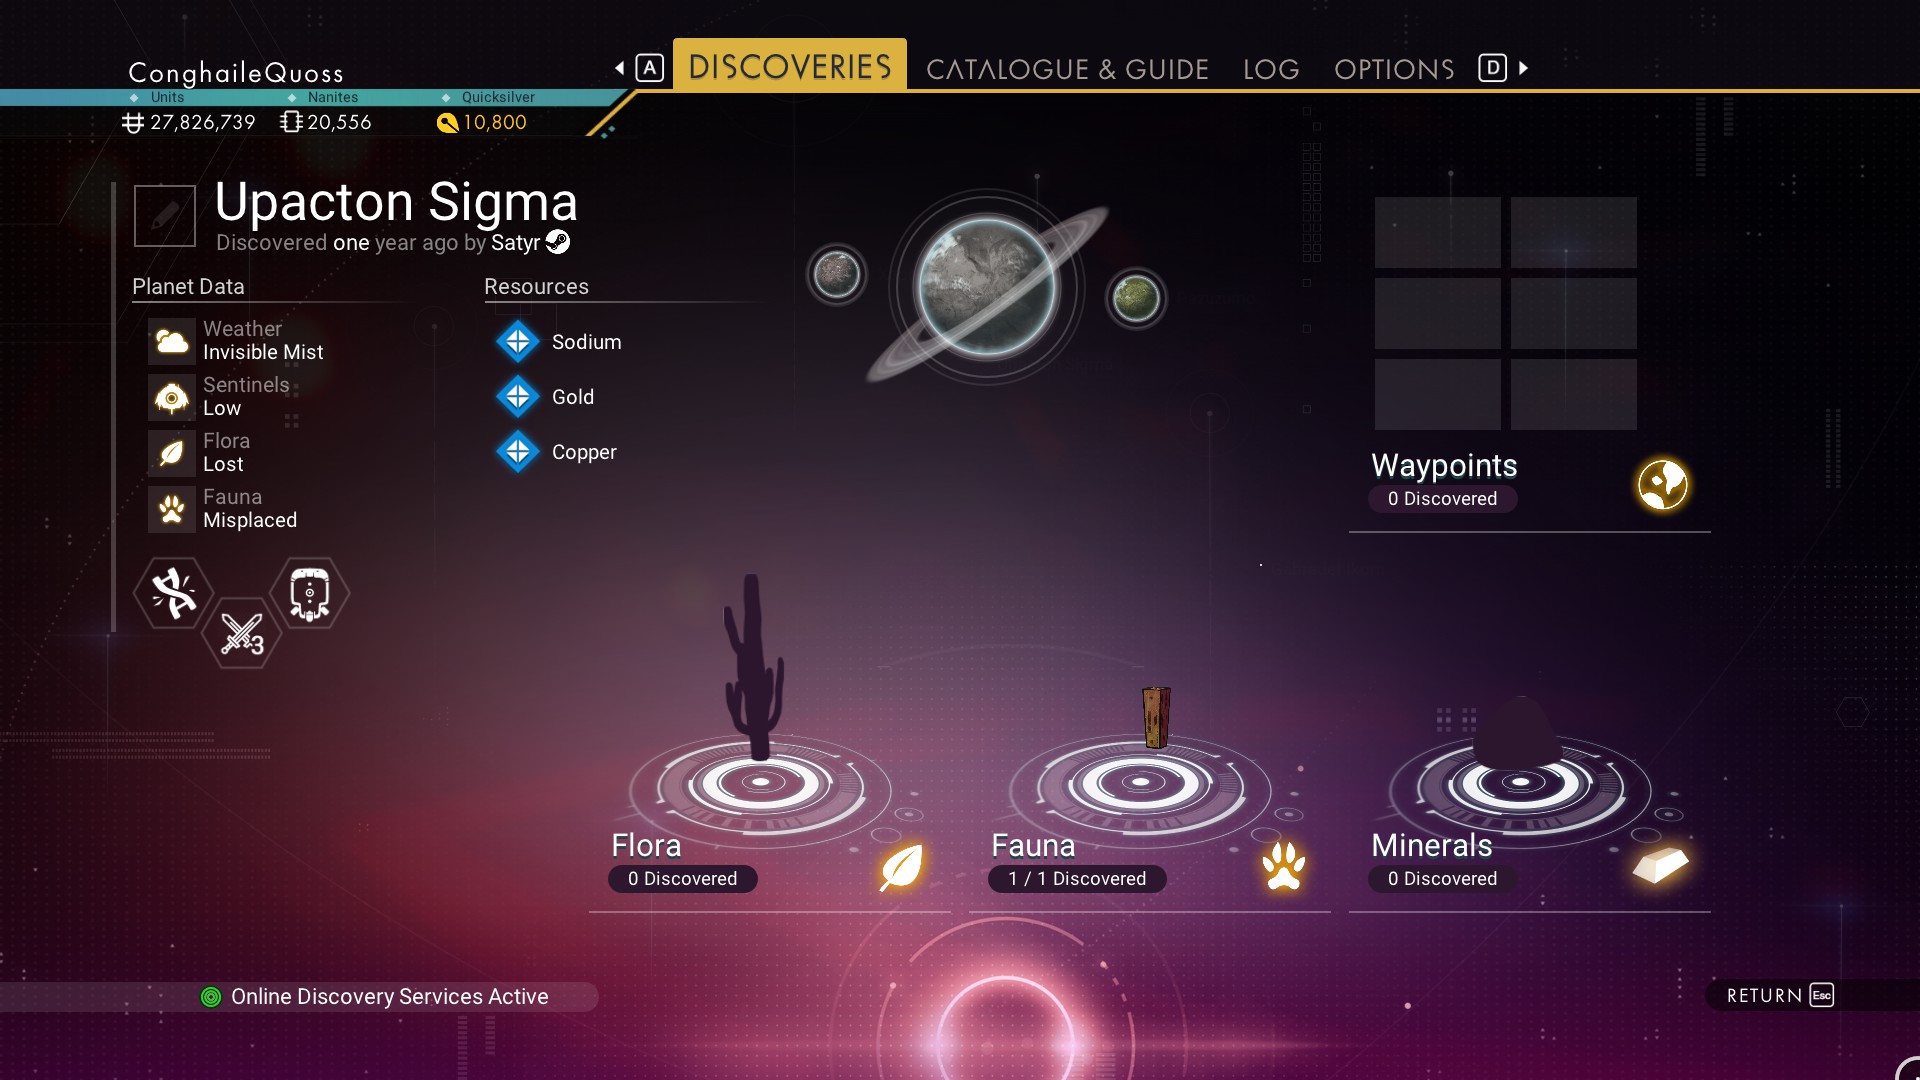 ConghaileQuoss
A DISCOVERIES CATALOGUE & GUIDE LOG OPTIONS D
Units Nanites Quicksilver
27,826,739 20,556 10,800
Upacton Sigma
Discovered one year ago by Satyr
Planet Data
Weather
Invisible Mist
Sentinels
Low
Flora
Lost
Fauna
Misplaced
3
Resources
Sodium
Gold
Copper
Waypoints
0 Discovered
Flora
0 Discovered
Fauna
1 / 1 Discovered
Minerals
0 Discovered
Online Discovery Services Active
RETURN Esc